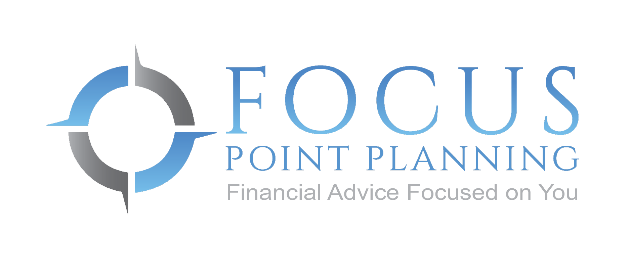 FOCUS
POINT PLANNING
Financial Advice Focused on You